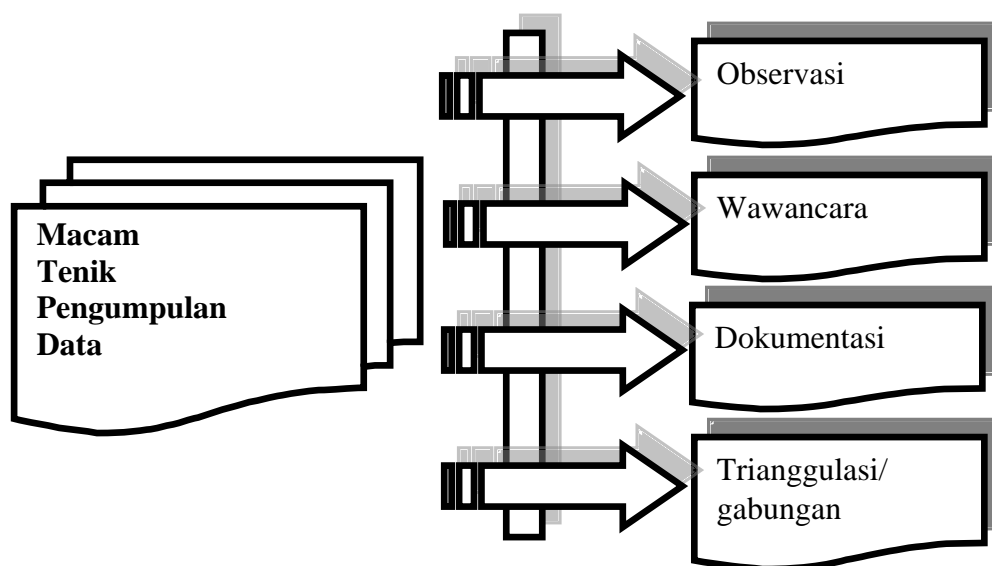 Macam
Tenik
Pengumpulan
Data
Observasi
Wawancara
Dokumentasi
Trianggulasi/
gabungan